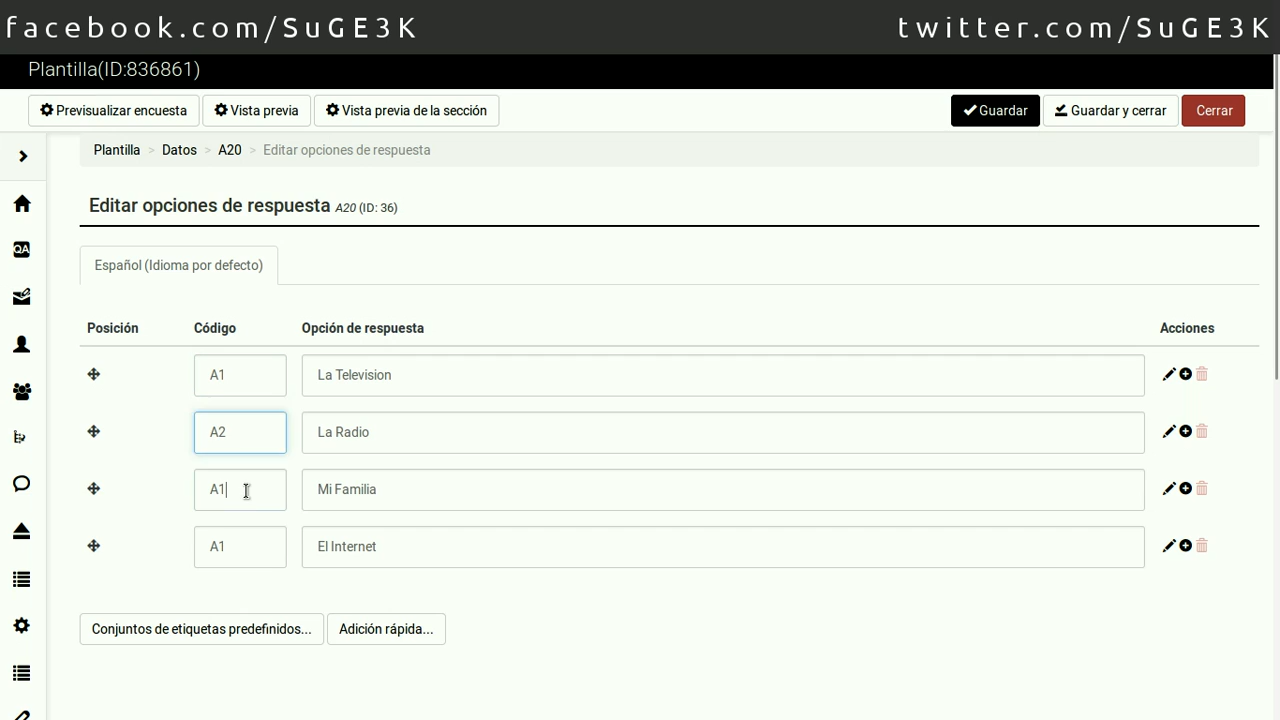 facebook.com/SuGE3K
twitter.com/SuGE3K
Plantilla(ID:836861)
Previsualizar encuesta
Vista previa
Vista previa de la sección
Guardar
Guardar y cerrar
Cerrar
Plantilla > Datos > A20 > Editar opciones de respuesta
Editar opciones de respuesta A20 (ID: 36)
Español (Idioma por defecto)
Posición Código Opción de respuesta Acciones
A1 La Television
A2 La Radio
A1 Mi Familia
A1 El Internet
Conjuntos de etiquetas predefinidos...
Adición rápida...
QA